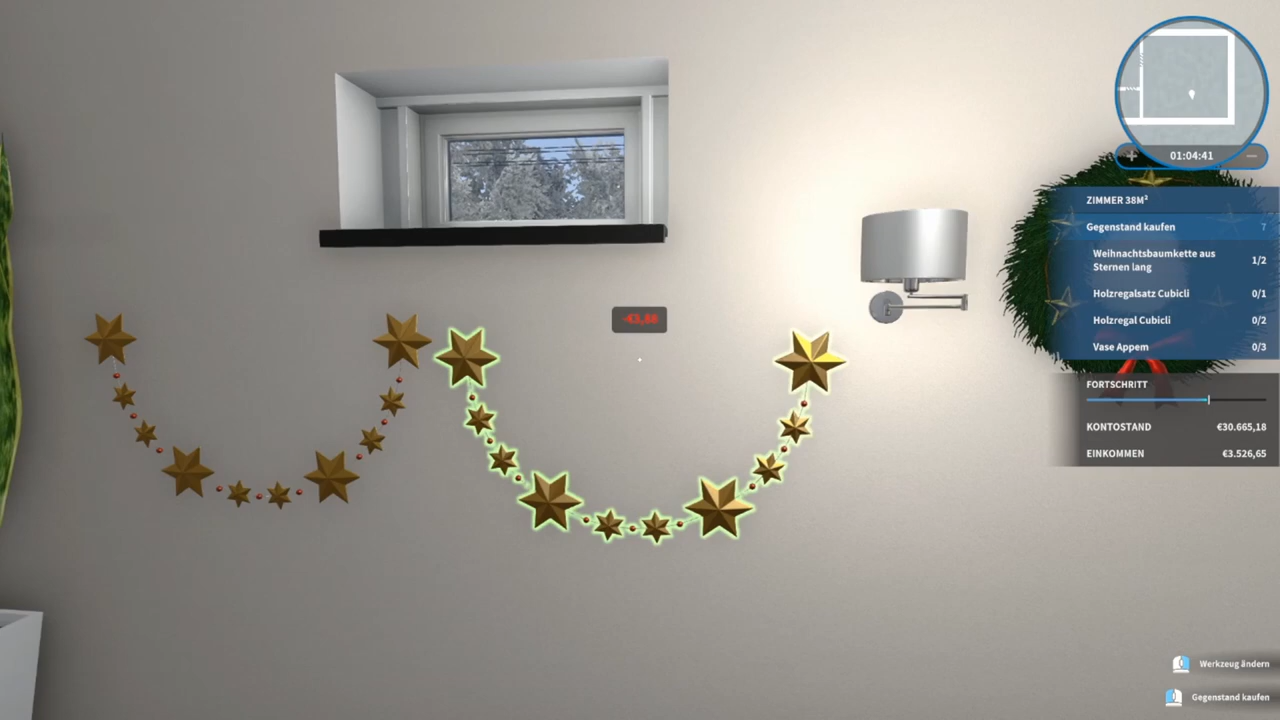 01:04:41
ZIMMER 38M²
Gegenstand kaufen 7
Weihnachtsbaumkette aus
Sternen lang 1/2
Holzregalsatz Cubicli 0/1
Holzregal Cubicli 0/2
Vase Appem 0/3
-43,86
FORTSCHRITT
KONTOSTAND €30.665,18
EINKOMMEN €3.526,65
Werkzeug ändern
Gegenstand kaufen